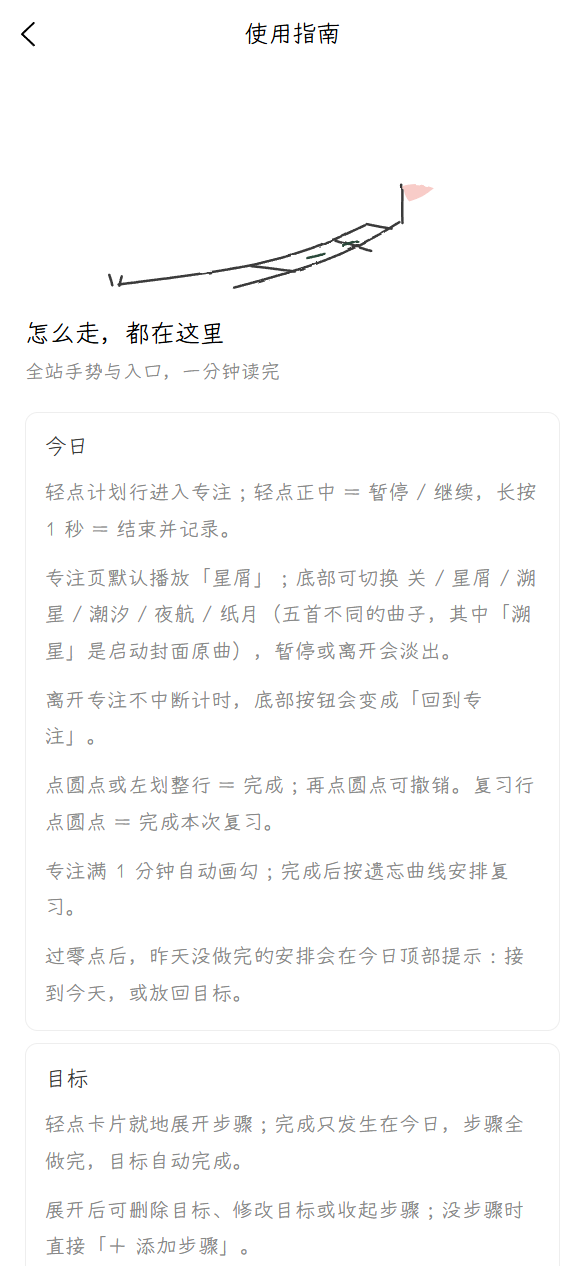 使用指南
怎么走，都在这里
全站手势与入口，一分钟读完
今日
轻点计划行进入专注；轻点正中 = 暂停 / 继续，长按
1 秒 = 结束并记录。
专注页默认播放「星屑」；底部可切换 关 / 星屑 / 溯
星 / 潮汐 / 夜航 / 纸月（五首不同的曲子，其中「溯
星」是启动封面原曲），暂停或离开会淡出。
离开专注不中断计时，底部按钮会变成「回到专
注」。
点圆点或左划整行 = 完成；再点圆点可撤销。复习行
点圆点 = 完成本次复习。
专注满 1 分钟自动画勾；完成后按遗忘曲线安排复
习。
过零点后，昨天没做完的安排会在今日顶部提示：接
到今天，或放回目标。
目标
轻点卡片就地展开步骤；完成只发生在今日，步骤全
做完，目标自动完成。
展开后可删除目标、修改目标或收起步骤；没步骤时
直接「＋ 添加步骤」。